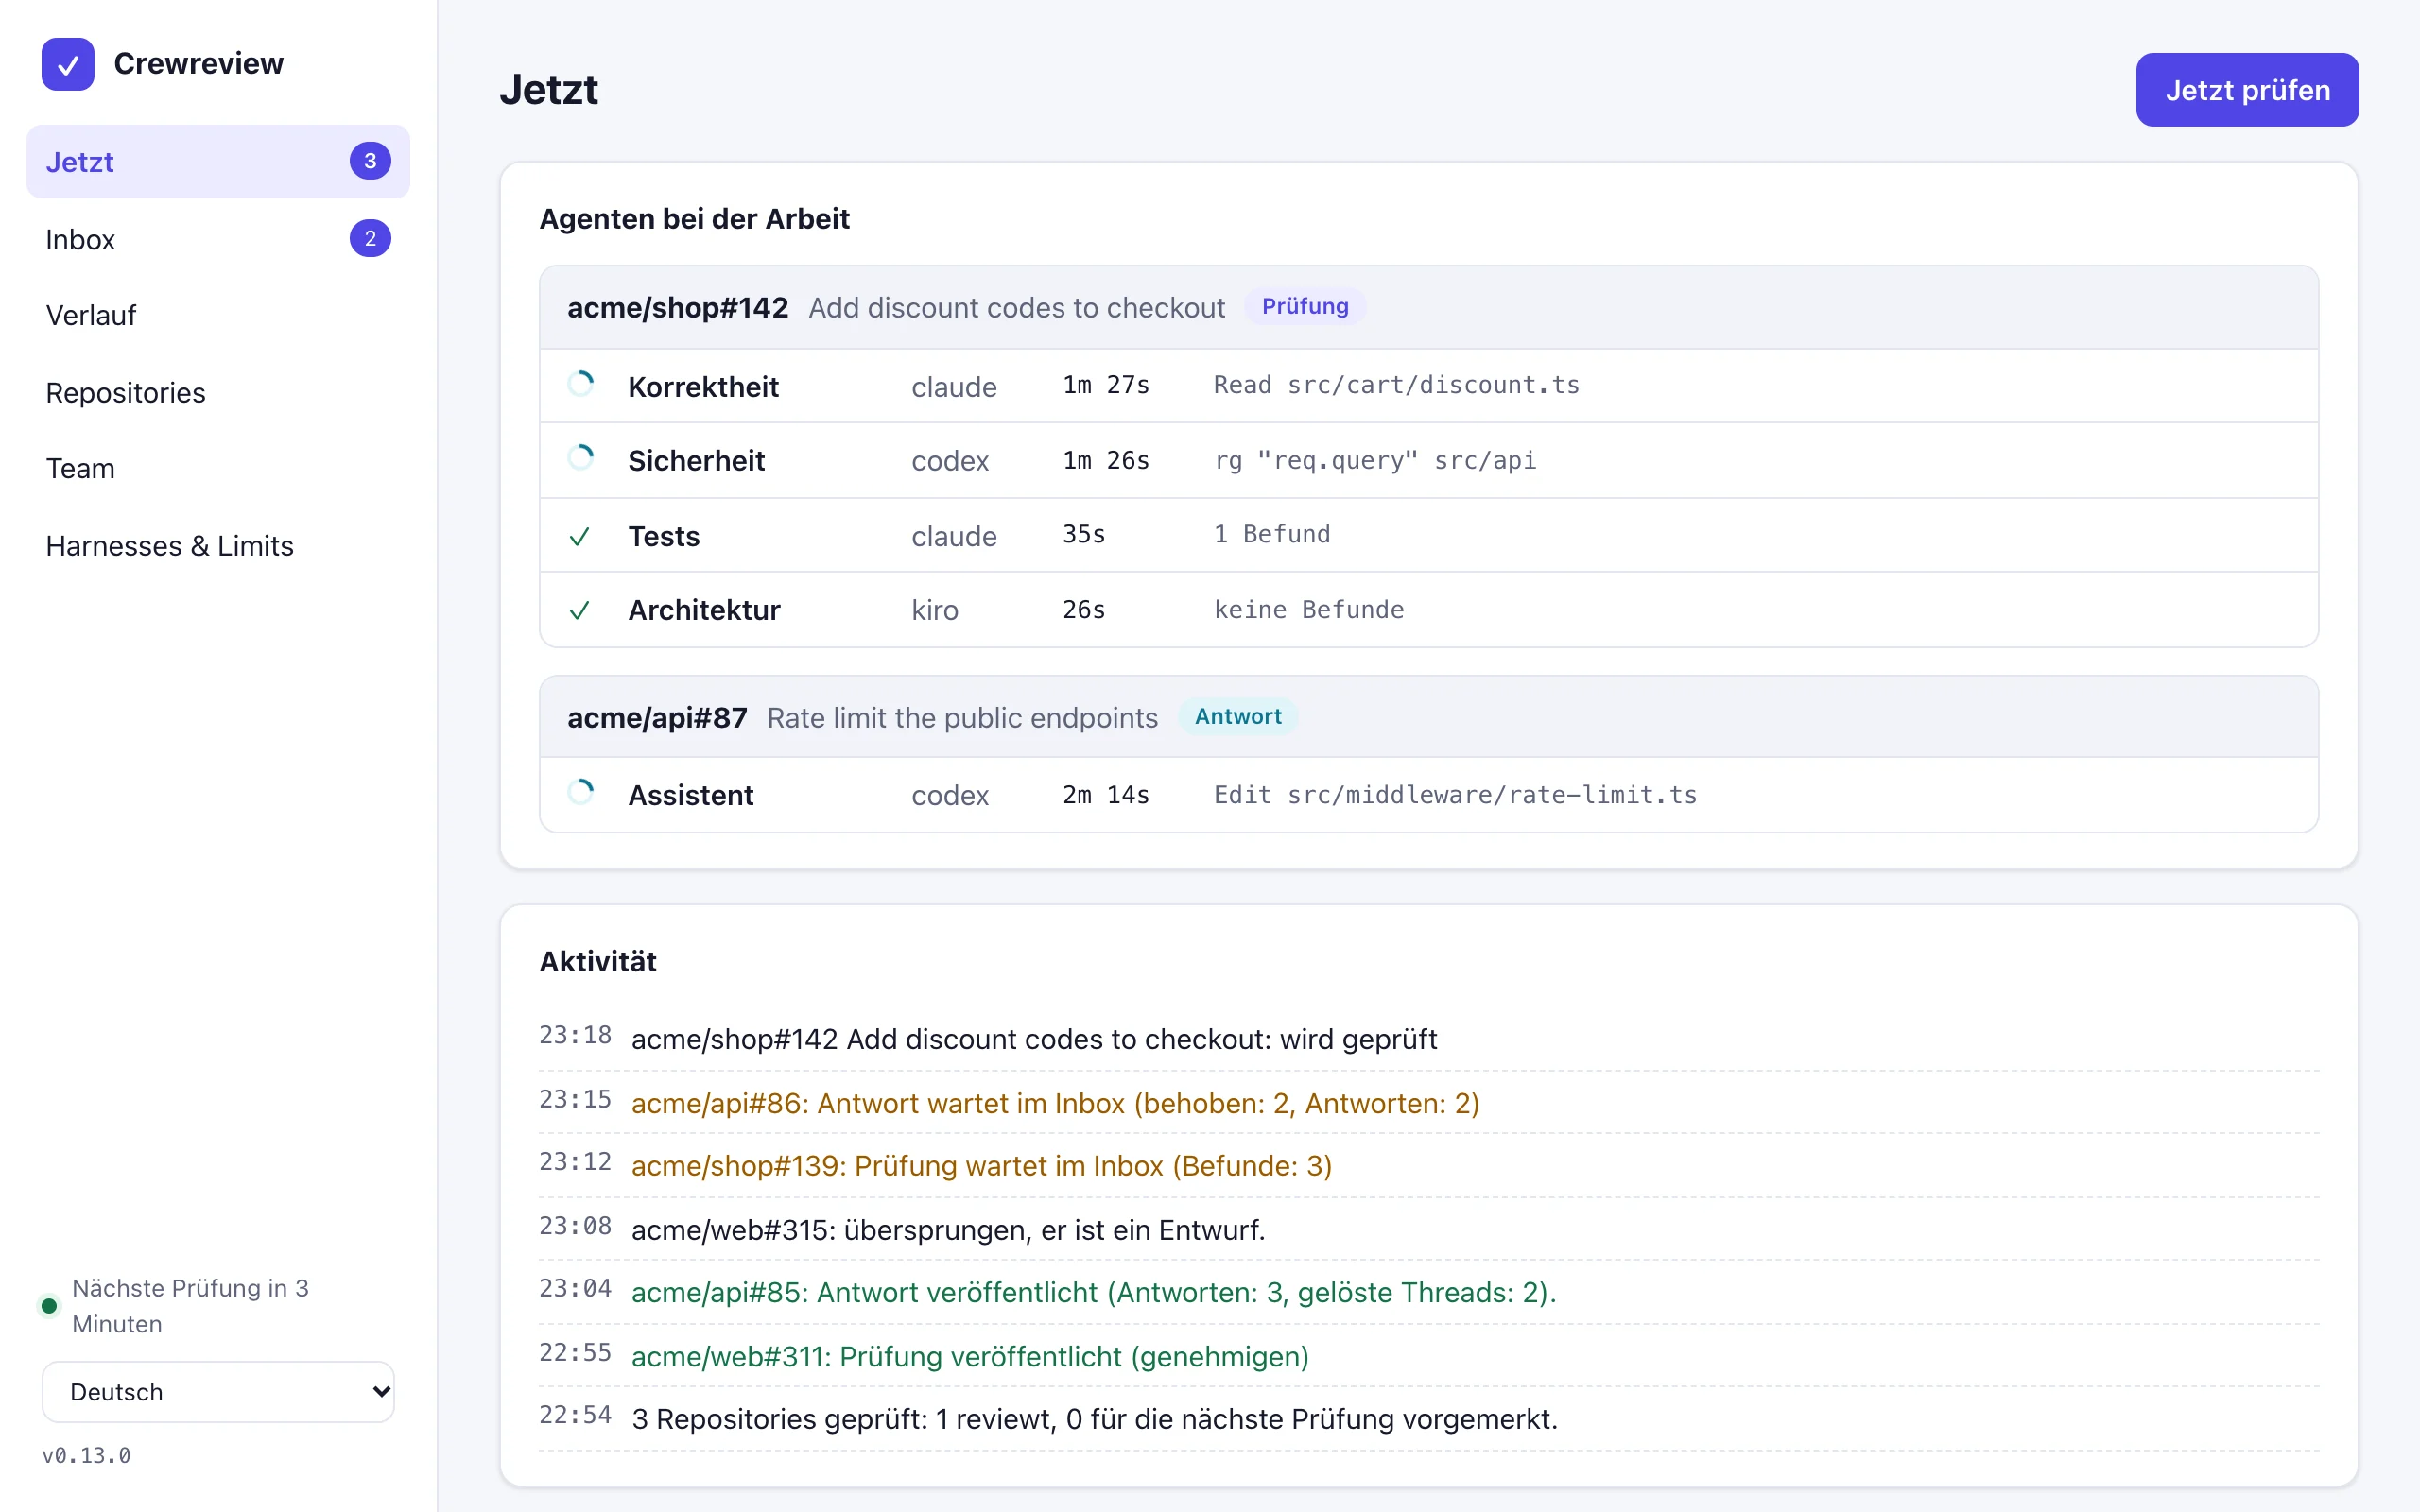 Crewreview
Jetzt 3
Inbox 2
Verlauf
Repositories
Team
Harnesses & Limits
Nächste Prüfung in 3
Minuten
Deutsch
v0.13.0
Jetzt
Jetzt prüfen
Agenten bei der Arbeit
acme/shop#142 Add discount codes to checkout Prüfung
Korrektheit claude 1m 27s Read src/cart/discount.ts
Sicherheit codex 1m 26s rg "req.query" src/api
Tests claude 35s 1 Befund
Architektur kiro 26s keine Befunde
acme/api#87 Rate limit the public endpoints Antwort
Assistent codex 2m 14s Edit src/middleware/rate-limit.ts
Aktivität
23:18 acme/shop#142 Add discount codes to checkout: wird geprüft
23:15 acme/api#86: Antwort wartet im Inbox (behoben: 2, Antworten: 2)
23:12 acme/shop#139: Prüfung wartet im Inbox (Befunde: 3)
23:08 acme/web#315: übersprungen, er ist ein Entwurf.
23:04 acme/api#85: Antwort veröffentlicht (Antworten: 3, gelöste Threads: 2).
22:55 acme/web#311: Prüfung veröffentlicht (genehmigen)
22:54 3 Repositories geprüft: 1 reviewt, 0 für die nächste Prüfung vorgemerkt.